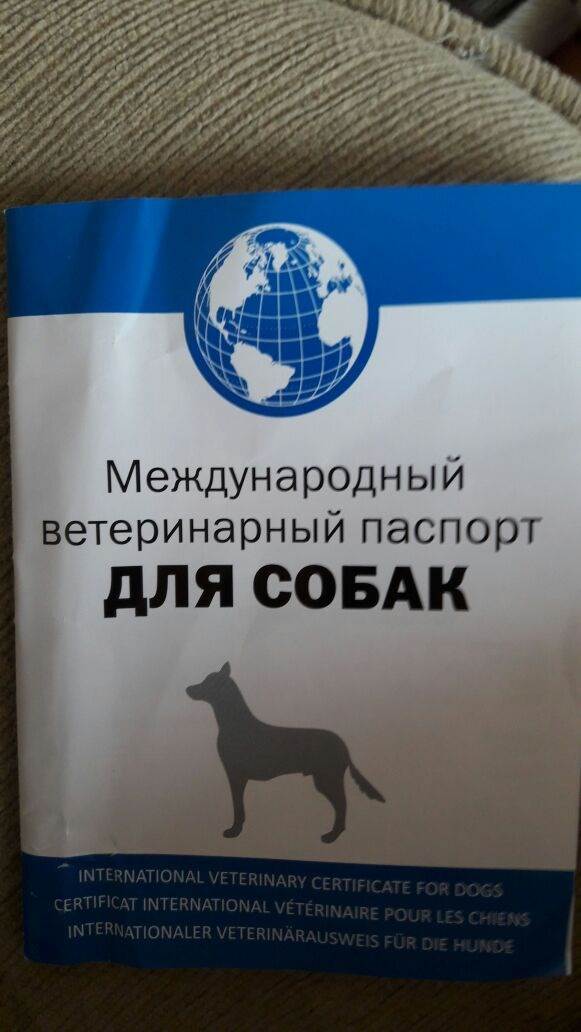 Международный
ветеринарный паспорт
ДЛЯ СОБАК
INTERNATIONAL VETERINARY CERTIFICATE FOR DOGS
CERTIFICAT INTERNATIONAL VÉTÉRINAIRE POUR LES CHIENS
INTERNATIONALER VETERINÄRAUSWEIS FÜR DIE HUNDE